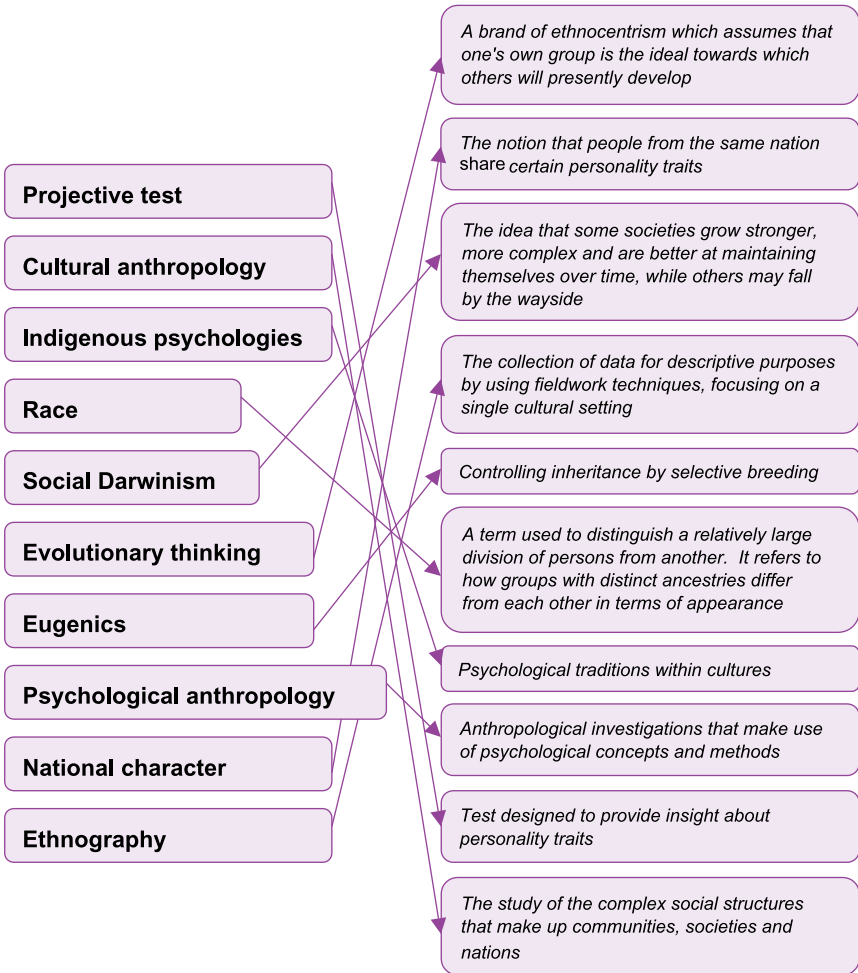 Projective test
Cultural anthropology
Indigenous psychologies
Race
Social Darwinism
Evolutionary thinking
Eugenics
Psychological anthropology
National character
Ethnography
A brand of ethnocentrism which assumes that
one's own group is the ideal towards which
others will presently develop
The notion that people from the same nation
share certain personality traits
The idea that some societies grow stronger,
more complex and are better at maintaining
themselves over time, while others may fall
by the wayside
The collection of data for descriptive purposes
by using fieldwork techniques, focusing on a
single cultural setting
Controlling inheritance by selective breeding
A term used to distinguish a relatively large
division of persons from another. It refers to
how groups with distinct ancestries differ
from each other in terms of appearance
Psychological traditions within cultures
Anthropological investigations that make use
of psychological concepts and methods
Test designed to provide insight about
personality traits
The study of the complex social structures
that make up communities, societies and
nations